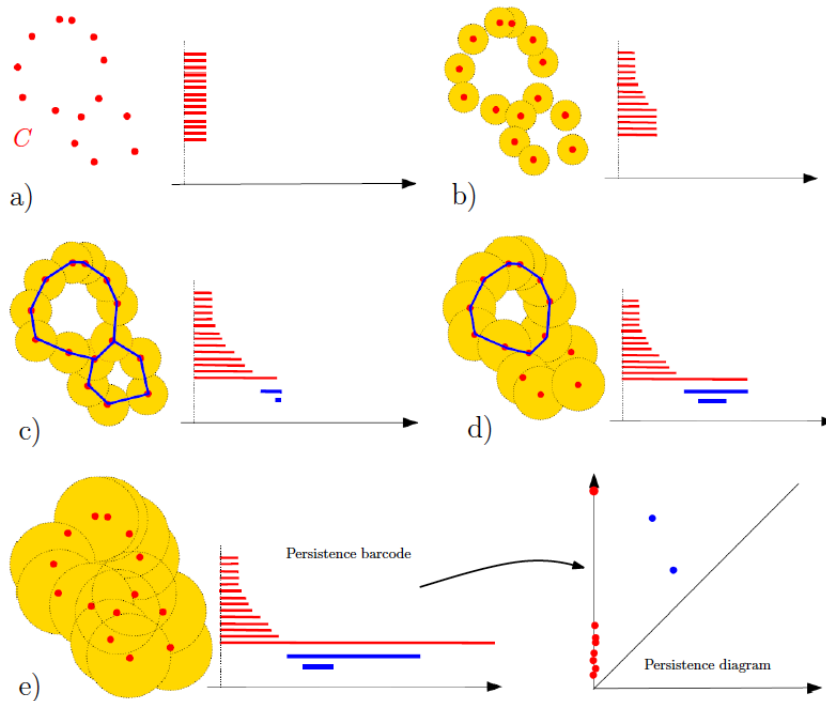 C
a)
b)
c)
d)
Persistence barcode
Persistence diagram
e)